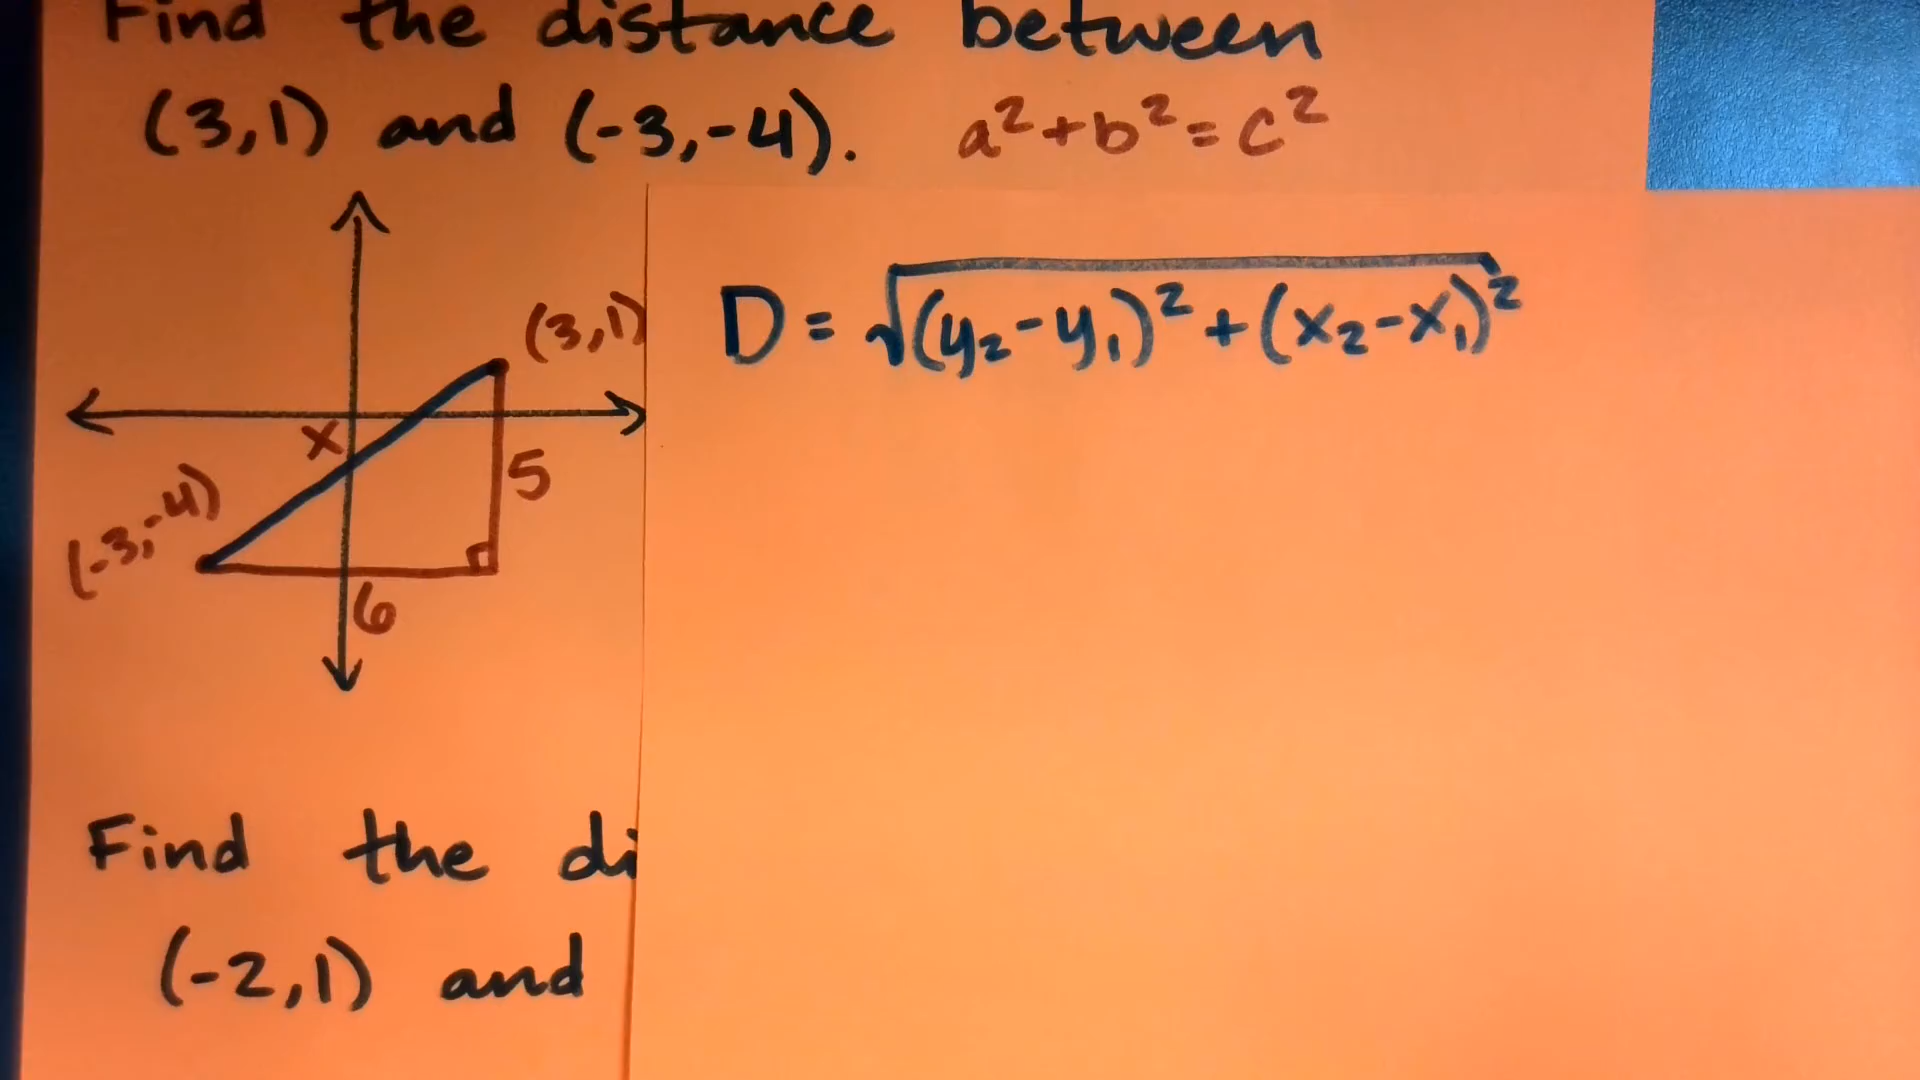 Find the distance between
(3,1) and (-3,-4). a²+b²=c²
D = √(y₂-y₁)²+(x₂-x₁)²
(3,1)
x
5
(-3,-4)
6
Find the di
(-2,1) and